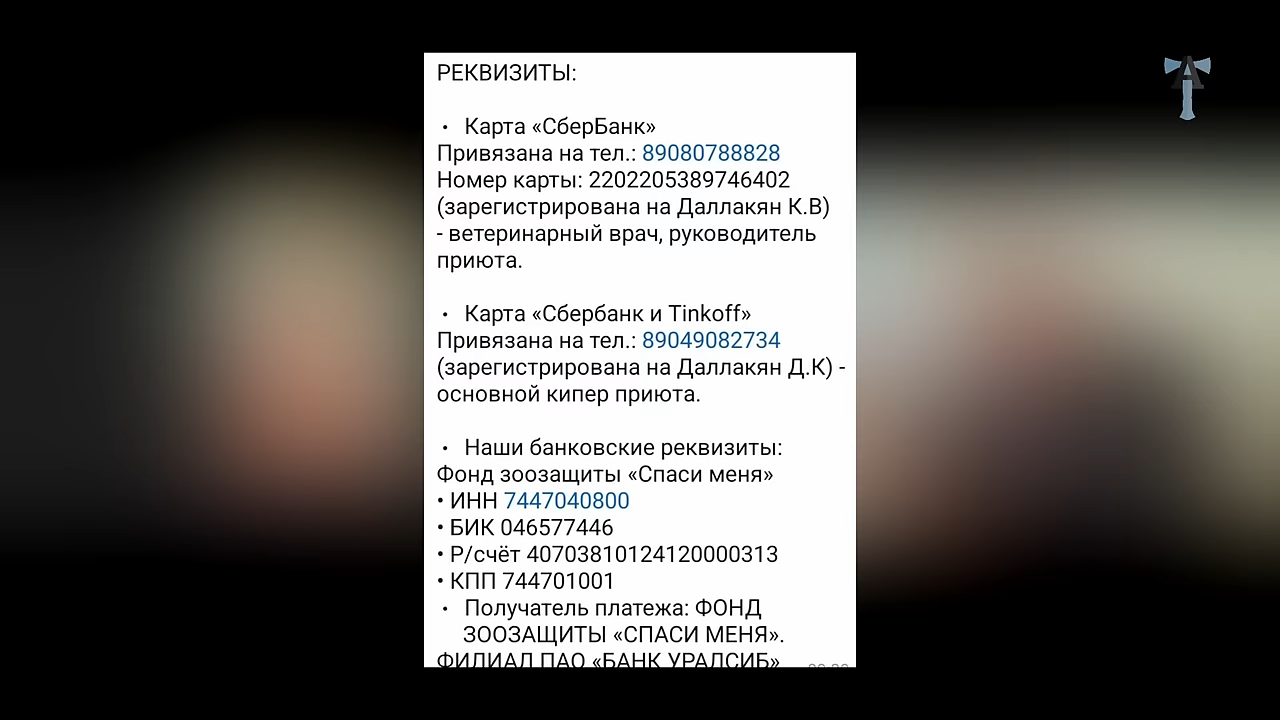 РЕКВИЗИТЫ:
• Карта «СберБанк»
Привязана на тел.: 89080788828
Номер карты: 2202205389746402
(зарегистрирована на Даллакян К.В)
- ветеринарный врач, руководитель
приюта.
• Карта «Сбербанк и Tinkoff»
Привязана на тел.: 89049082734
(зарегистрирована на Даллакян Д.К) -
основной кипер приюта.
• Наши банковские реквизиты:
Фонд зоозащиты «Спаси меня»
• ИНН 7447040800
• БИК 046577446
• Р/счёт 40703810124120000313
• КПП 744701001
• Получатель платежа: ФОНД
ЗООЗАЩИТЫ «СПАСИ МЕНЯ».
ФИЛИАЛ ПАО «БАНК УРАЛСИБ»